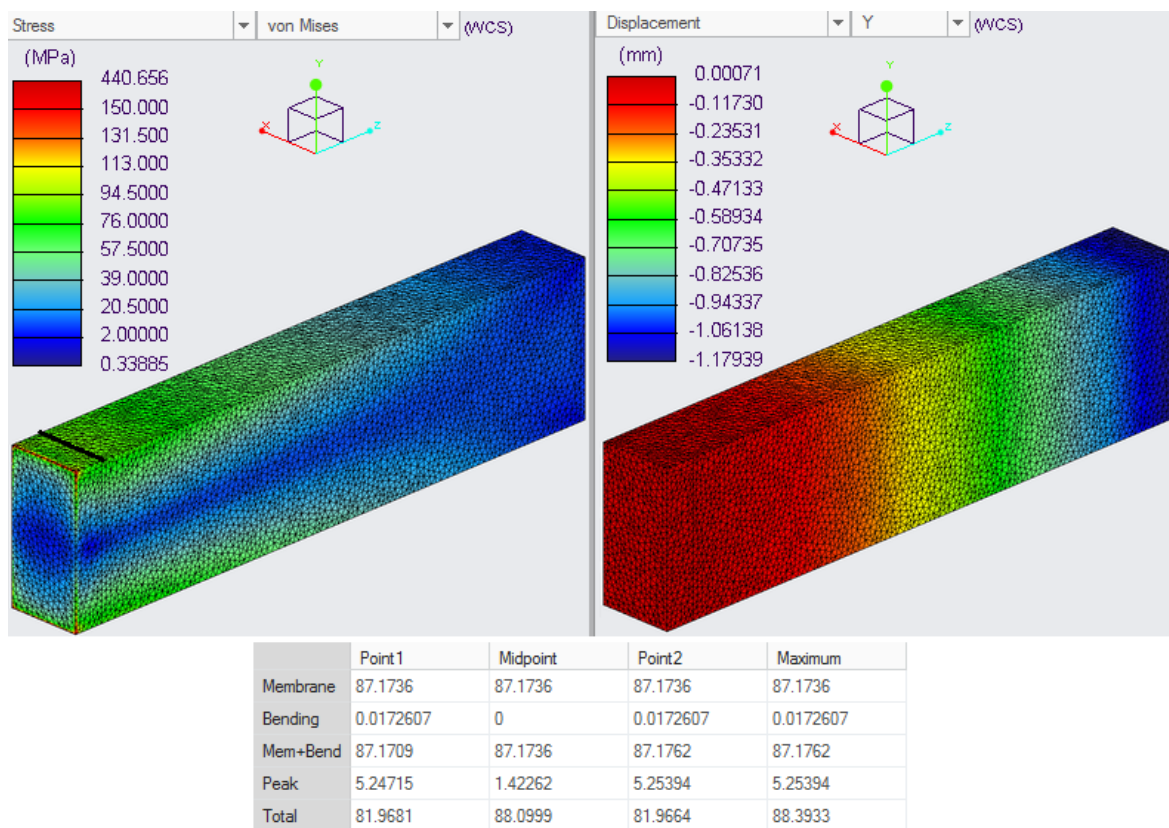 Stress von Mises (WCS)
(MPa)
440.656
150.000
131.500
113.000
94.5000
76.0000
57.5000
39.0000
20.5000
2.00000
0.33885
Y
X
Z
Displacement Y (WCS)
(mm)
0.00071
-0.11730
-0.23531
-0.35332
-0.47133
-0.58934
-0.70735
-0.82536
-0.94337
-1.06138
-1.17939
Y
X
Z
Point1 Midpoint Point2 Maximum
Membrane 87.1736 87.1736 87.1736 87.1736
Bending 0.0172607 0 0.0172607 0.0172607
Mem+Bend 87.1709 87.1736 87.1762 87.1762
Peak 5.24715 1.42262 5.25394 5.25394
Total 81.9681 88.0999 81.9664 88.3933